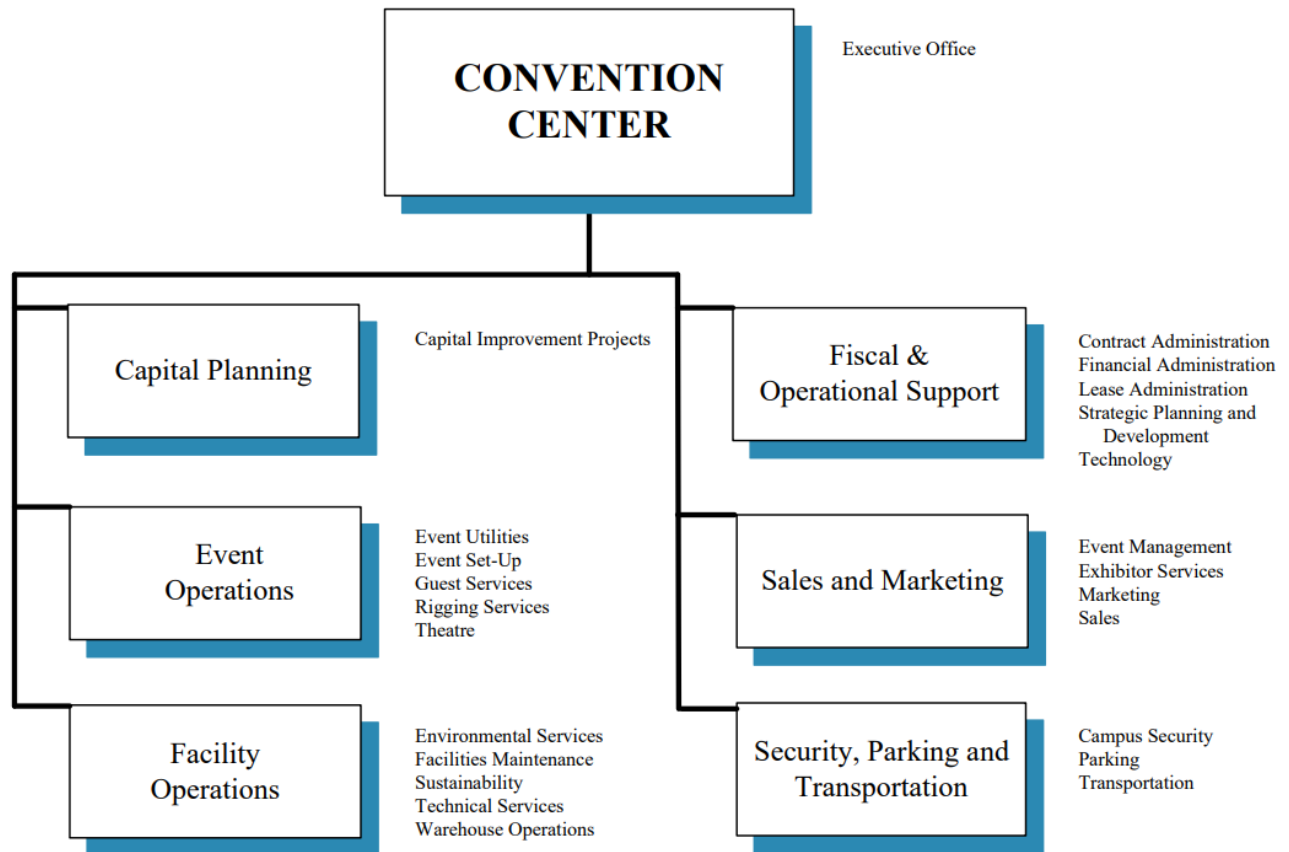 CONVENTION
CENTER
Executive Office
Capital Planning
Capital Improvement Projects
Event
Operations
Event Utilities
Event Set-Up
Guest Services
Rigging Services
Theatre
Facility
Operations
Environmental Services
Facilities Maintenance
Sustainability
Technical Services
Warehouse Operations
Fiscal &
Operational Support
Contract Administration
Financial Administration
Lease Administration
Strategic Planning and
Development
Technology
Sales and Marketing
Event Management
Exhibitor Services
Marketing
Sales
Security, Parking and
Transportation
Campus Security
Parking
Transportation